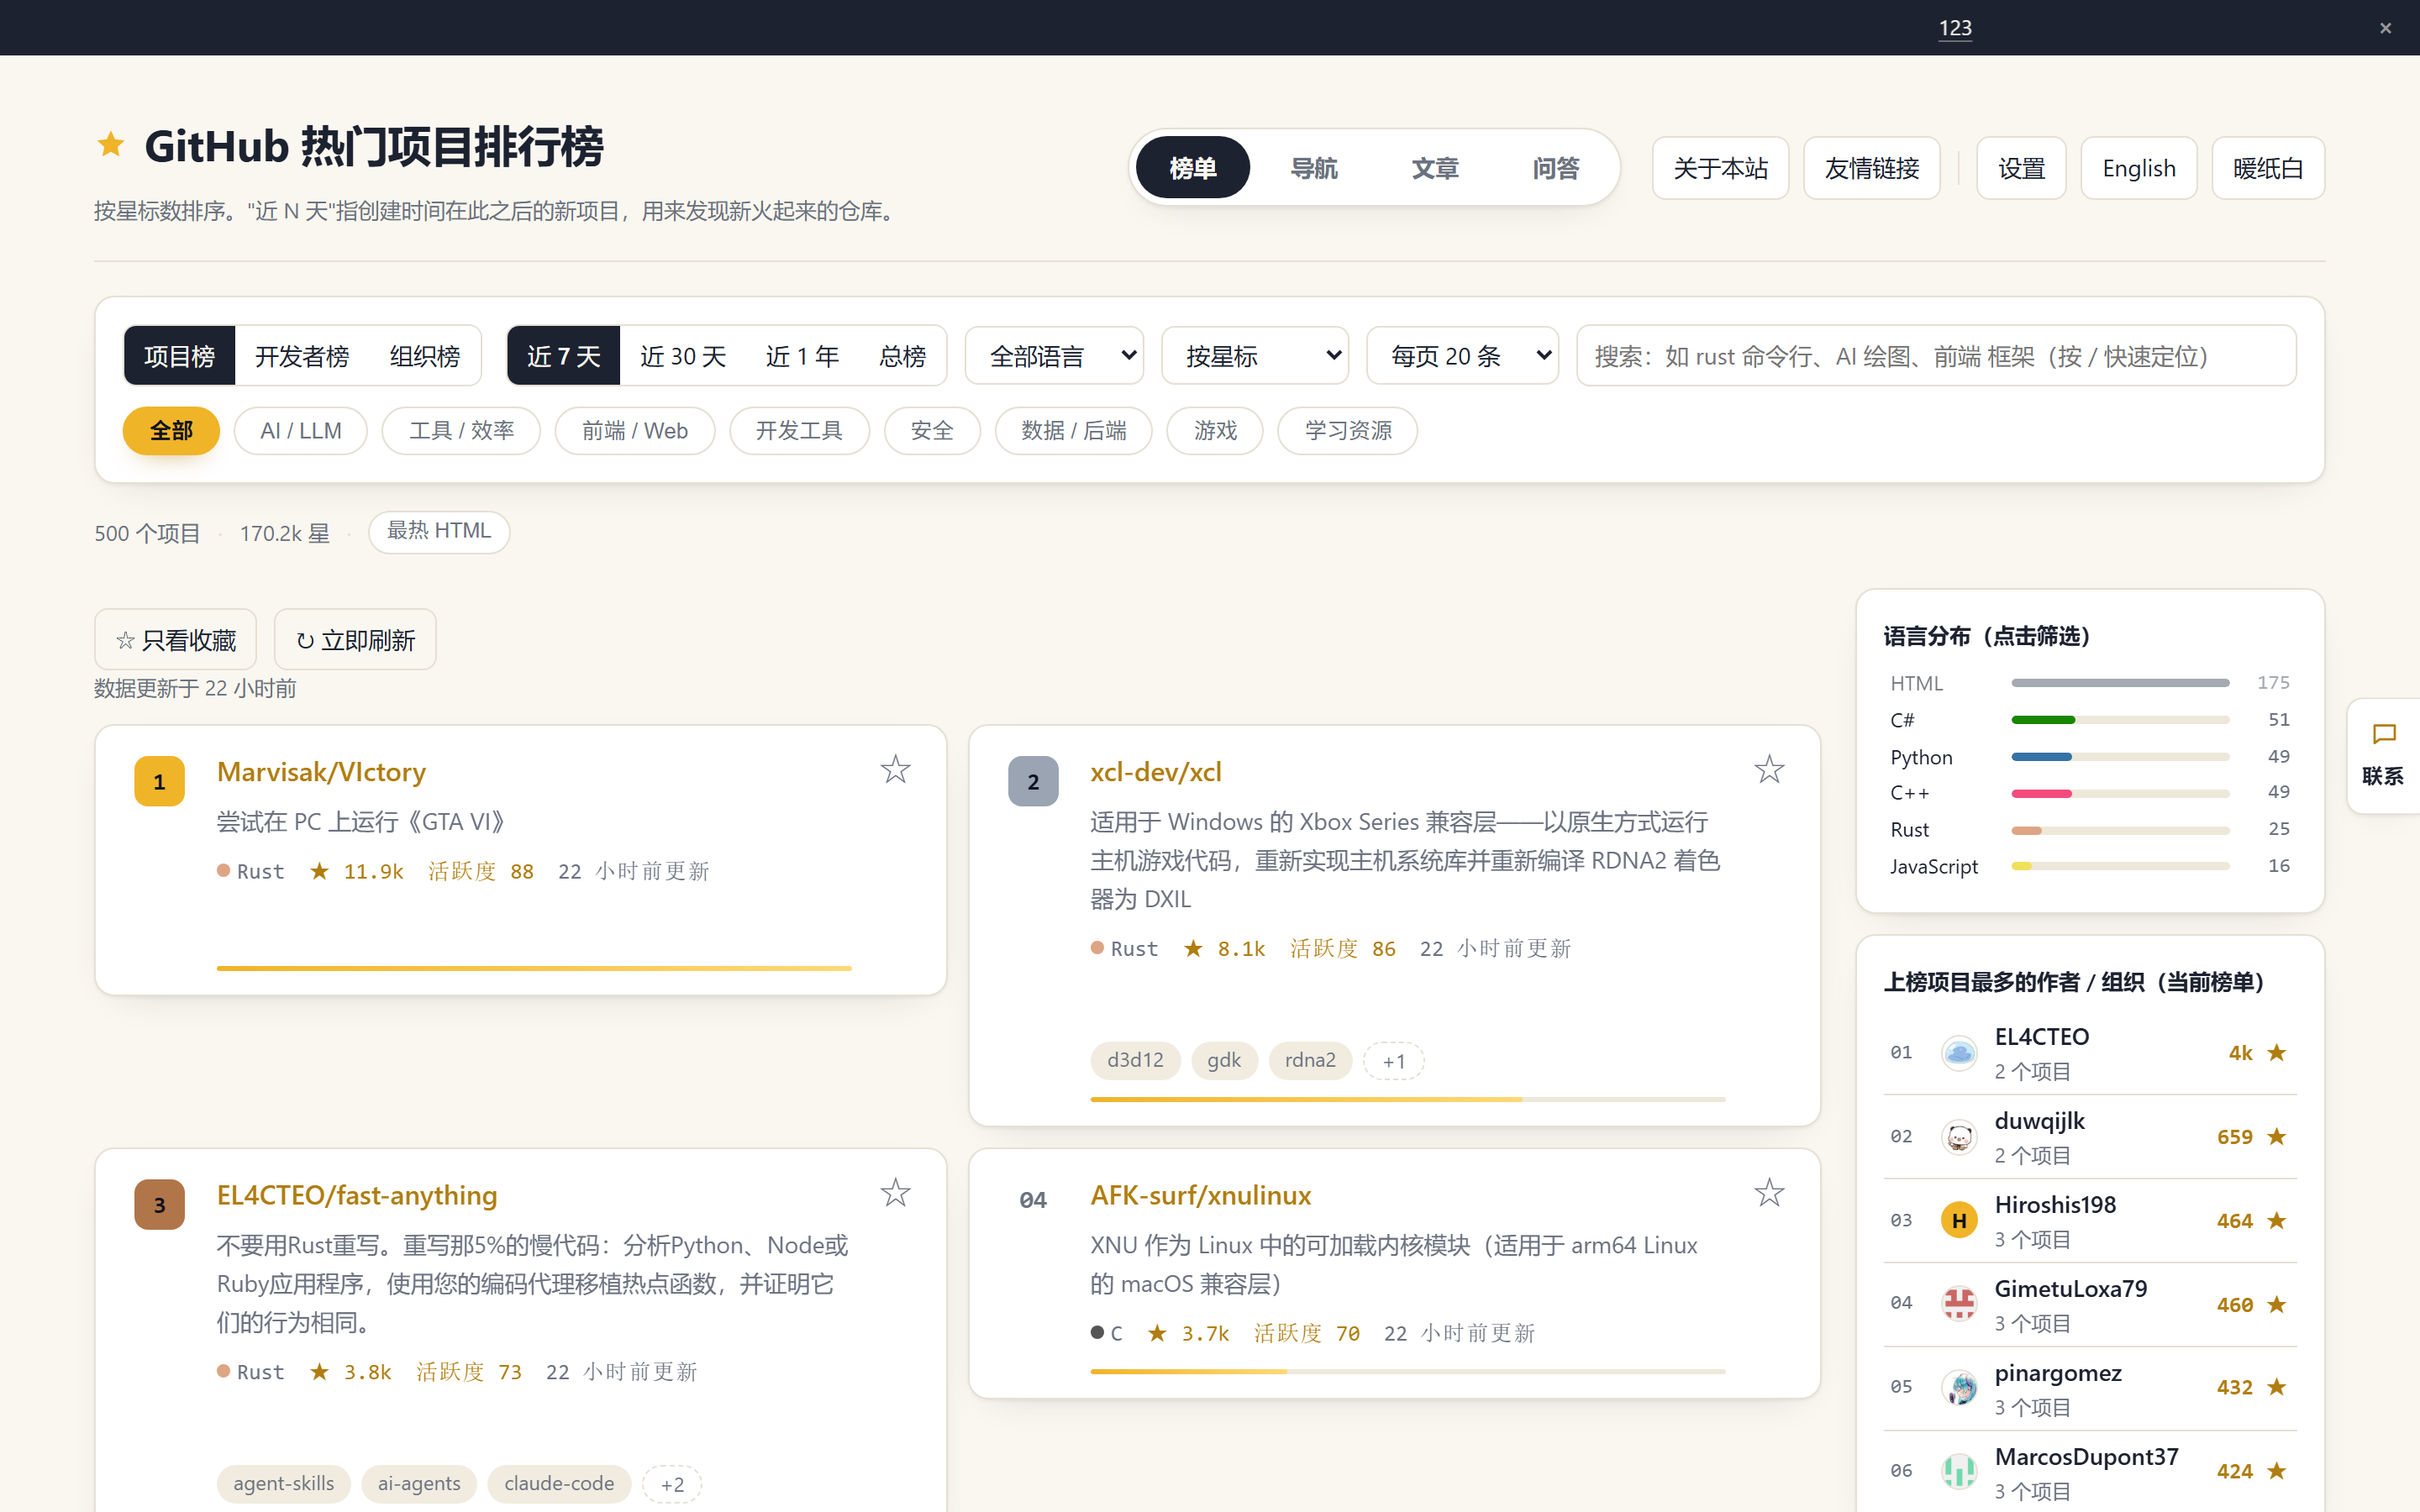 123
×
GitHub 热门项目排行榜
按星标数排序。"近 N 天"指创建时间在此之后的新项目，用来发现新火起来的仓库。
榜单 导航 文章 问答
关于本站 友情链接 设置 English 暖纸白
项目榜 开发者榜 组织榜 近 7 天 近 30 天 近 1 年 总榜 全部语言 按星标 每页 20 条 搜索：如 rust 命令行、AI 绘图、前端 框架（按 / 快速定位）
全部 AI / LLM 工具 / 效率 前端 / Web 开发工具 安全 数据 / 后端 游戏 学习资源
500 个项目 · 170.2k 星 · 最热 HTML
☆ 只看收藏 ↻ 立即刷新
数据更新于 22 小时前
1
Marvisak/VIctory
尝试在 PC 上运行《GTA VI》
Rust ★ 11.9k 活跃度 88 22 小时前更新
2
xcl-dev/xcl
适用于 Windows 的 Xbox Series 兼容层——以原生方式运行
主机游戏代码，重新实现主机系统库并重新编译 RDNA2 着色
器为 DXIL
Rust ★ 8.1k 活跃度 86 22 小时前更新
d3d12 gdk rdna2 +1
3
EL4CTEO/fast-anything
不要用Rust重写。重写那5%的慢代码：分析Python、Node或
Ruby应用程序，使用您的编码代理移植热点函数，并证明它
们的行为相同。
Rust ★ 3.8k 活跃度 73 22 小时前更新
agent-skills ai-agents claude-code +2
04
AFK-surf/xnulinux
XNU 作为 Linux 中的可加载内核模块（适用于 arm64 Linux
的 macOS 兼容层）
C ★ 3.7k 活跃度 70 22 小时前更新
语言分布（点击筛选）
HTML 175
C# 51
Python 49
C++ 49
Rust 25
JavaScript 16
上榜项目最多的作者 / 组织（当前榜单）
01 EL4CTEO 4k ★
2 个项目
02 duwqijlk 659 ★
2 个项目
03 H Hiroshis198 464 ★
3 个项目
04 GimetuLoxa79 460 ★
3 个项目
05 pinargomez 432 ★
3 个项目
06 MarcosDupont37 424 ★
3 个项目
联系